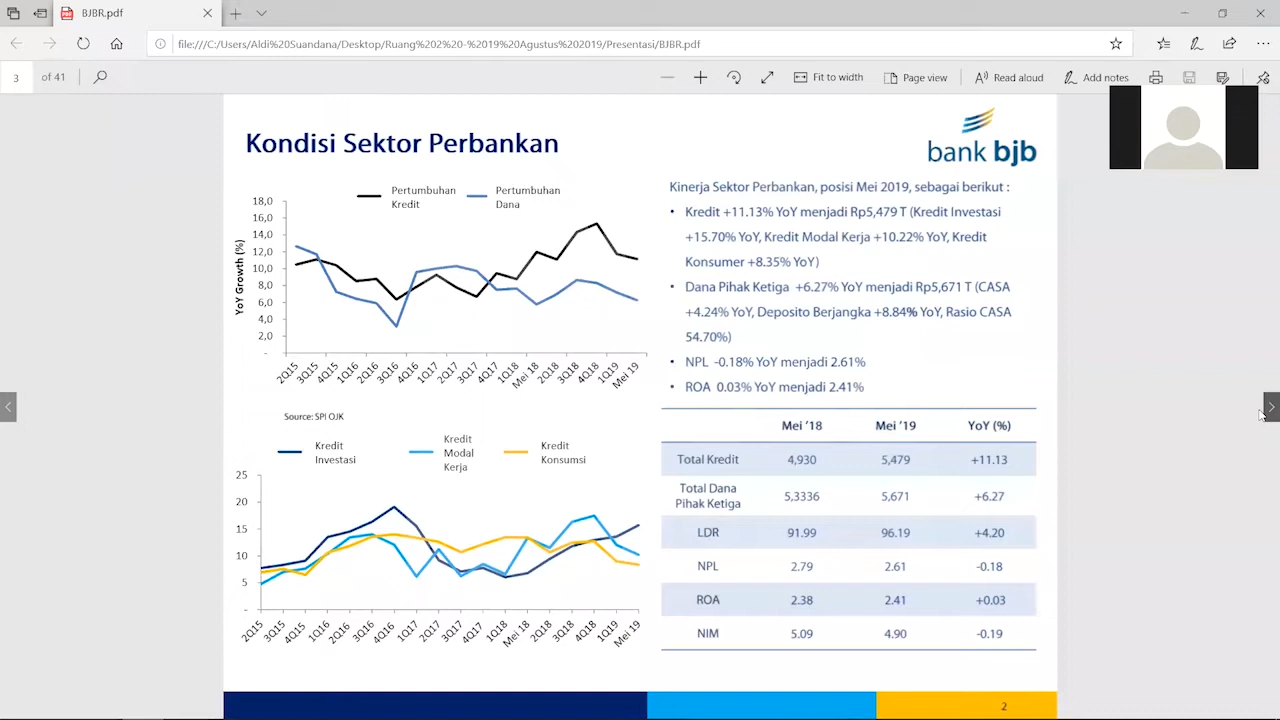 BJBR.pdf
file:///C:/Users/Aldi%20Suandana/Desktop/Ruang%202%20-%2019%20Agustus%202019/Presentasi/BJBR.pdf
3 of 41
Fit to width
Page view
Read aloud
Add notes
Kondisi Sektor Perbankan
bank bjb
Pertumbuhan Kredit
Pertumbuhan Dana
YoY Growth (%)
18,0
16,0
14,0
12,0
10,0
8,0
6,0
4,0
2,0
-
2Q15 3Q15 4Q15 1Q16 2Q16 3Q16 4Q16 1Q17 2Q17 3Q17 4Q17 1Q18 Mei 18 2Q18 3Q18 4Q18 1Q19 Mei 19
Source: SPI OJK
Kredit Investasi
Kredit Modal Kerja
Kredit Konsumsi
25
20
15
10
5
-
2Q15 3Q15 4Q15 1Q16 2Q16 3Q16 4Q16 1Q17 2Q17 3Q17 4Q17 1Q18 Mei 18 2Q18 3Q18 4Q18 1Q19 Mei 19
Kinerja Sektor Perbankan, posisi Mei 2019, sebagai berikut :
• Kredit +11.13% YoY menjadi Rp5,479 T (Kredit Investasi
+15.70% YoY, Kredit Modal Kerja +10.22% YoY, Kredit
Konsumer +8.35% YoY)
• Dana Pihak Ketiga +6.27% YoY menjadi Rp5,671 T (CASA
+4.24% YoY, Deposito Berjangka +8.84% YoY, Rasio CASA
54.70%)
• NPL -0.18% YoY menjadi 2.61%
• ROA 0.03% YoY menjadi 2.41%
Mei '18 Mei '19 YoY (%)
Total Kredit 4,930 5,479 +11.13
Total Dana Pihak Ketiga 5,3336 5,671 +6.27
LDR 91.99 96.19 +4.20
NPL 2.79 2.61 -0.18
ROA 2.38 2.41 +0.03
NIM 5.09 4.90 -0.19
2